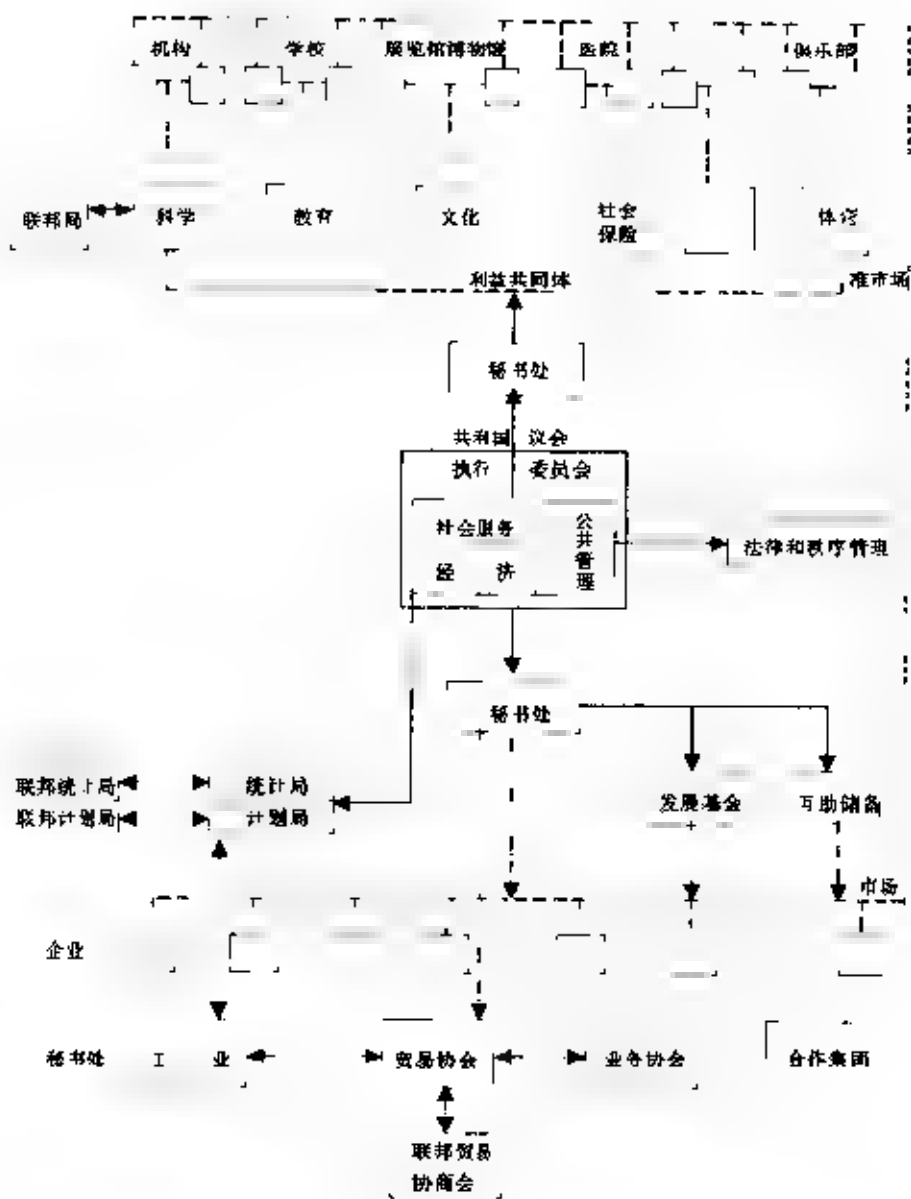 机构 学校 展览馆博物馆 医院 俱乐部
联邦局 科学 教育 文化 社会 体育
保险
利益共同体 准市场
秘书处
共和国 议会
执行 委员会
社会服务 公共管理 法律和秩序管理
经 济
秘书处
联邦统计局 统计局 发展基金 互助储备
联邦计划局 计划局
市场
企业
秘书处 工 业 贸易协会 业务协会 合作集团
联邦贸易
协商会